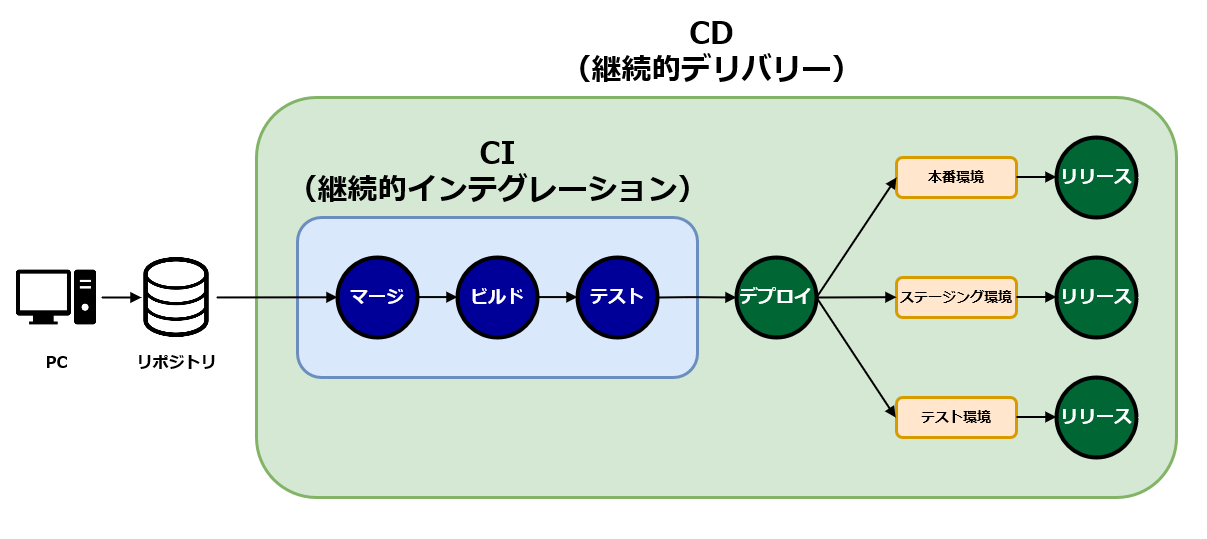 CD
（継続的デリバリー）
CI
（継続的インテグレーション）
PC
リポジトリ
マージ
ビルド
テスト
デプロイ
本番環境
リリース
ステージング環境
リリース
テスト環境
リリース